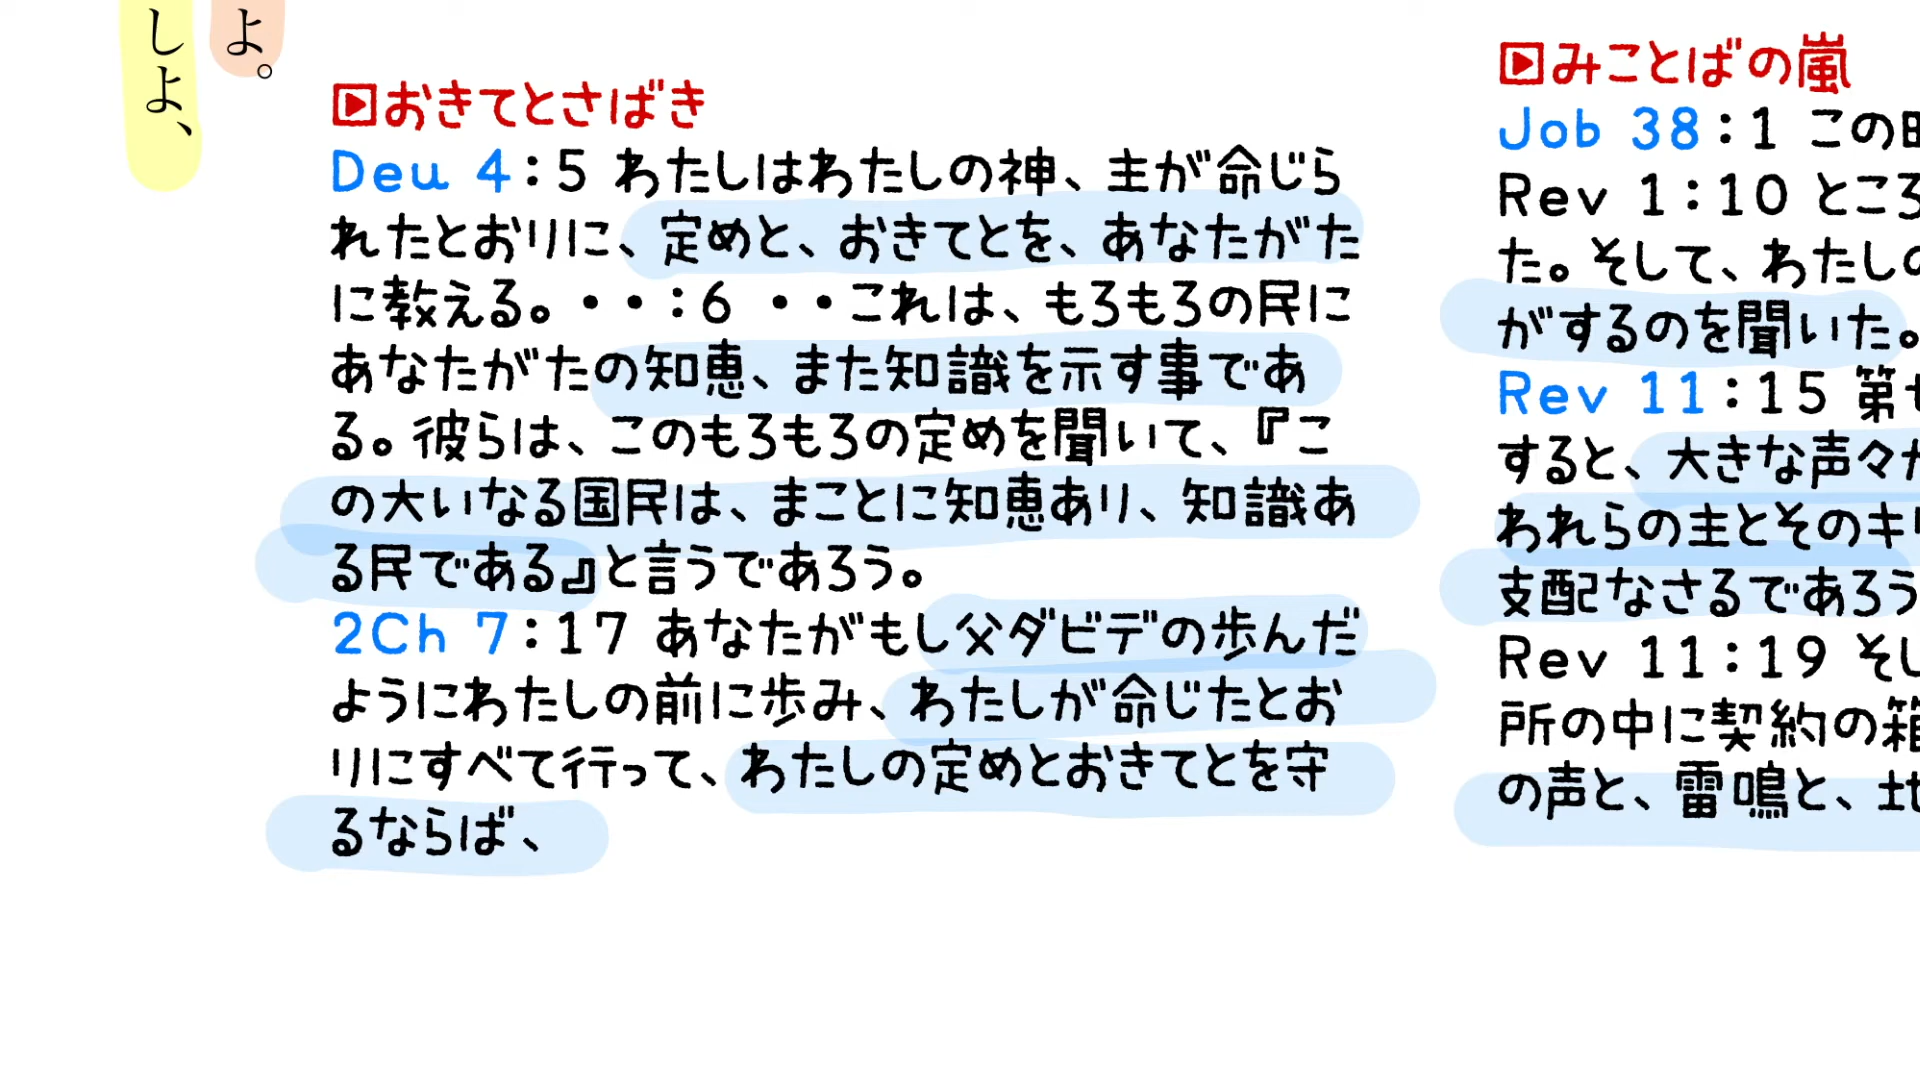 よ。
しよ、
▶おきてとさばき
Deu 4：5 わたしはわたしの神、主が命じら
れたとおりに、定めと、おきてとを、あなたがた
に教える。・・：6 ・・これは、もろもろの民に
あなたがたの知恵、また知識を示す事であ
る。彼らは、このもろもろの定めを聞いて、『こ
の大いなる国民は、まことに知恵あり、知識あ
る民である』と言うであろう。
2Ch 7：17 あなたがもし父ダビデの歩んだ
ようにわたしの前に歩み、わたしが命じたとお
りにすべて行って、わたしの定めとおきてとを守
るならば、
▶みことばの嵐
Job 38：1 この
Rev 1：10 ところ
た。そして、わたしの
がするのを聞いた。
Rev 11：15 第
すると、大きな声々
われらの主とそのキリ
支配なさるであろう
Rev 11：19 そし
所の中に契約の箱
の声と、雷鳴と、地